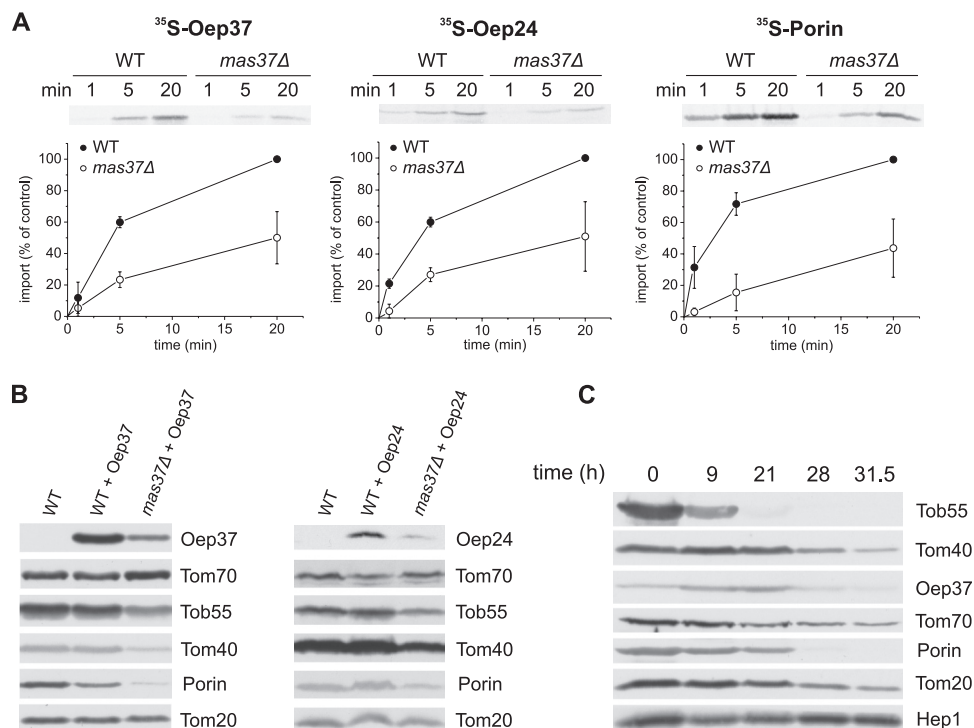 A
35S-Oep37
WT mas37Δ
min 1 5 20 1 5 20
WT
mas37Δ
import (% of control)
100
80
60
40
20
0
0 5 10 15 20
time (min)
35S-Oep24
WT mas37Δ
min 1 5 20 1 5 20
WT
mas37Δ
import (% of control)
100
80
60
40
20
0
0 5 10 15 20
time (min)
35S-Porin
WT mas37Δ
min 1 5 20 1 5 20
WT
mas37Δ
import (% of control)
100
80
60
40
20
0
0 5 10 15 20
time (min)
B
WT
WT + Oep37
mas37Δ + Oep37
Oep37
Tom70
Tob55
Tom40
Porin
Tom20
WT
WT + Oep24
mas37Δ + Oep24
Oep24
Tom70
Tob55
Tom40
Porin
Tom20
C
time (h) 0 9 21 28 31.5
Tob55
Tom40
Oep37
Tom70
Porin
Tom20
Hep1